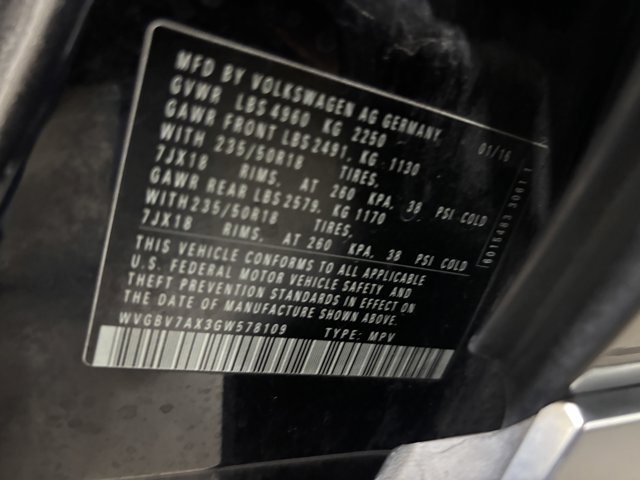 MFD BY VOLKSWAGEN AG GERMANY 01/16
GVWR LBS 4960 KG 2250
GAWR FRONT LBS 2491, KG 1130
WITH 235/50R18 TIRES,
7JX18 RIMS, AT 260 KPA, 38 PSI COLD
GAWR REAR LBS 2579, KG 1170
WITH 235/50R18 TIRES,
7JX18 RIMS, AT 260 KPA, 38 PSI COLD
THIS VEHICLE CONFORMS TO ALL APPLICABLE
U.S. FEDERAL MOTOR VEHICLE SAFETY AND
THEFT PREVENTION STANDARDS IN EFFECT ON
THE DATE OF MANUFACTURE SHOWN ABOVE.
WVGBV7AX3GW578109 TYPE: MPV